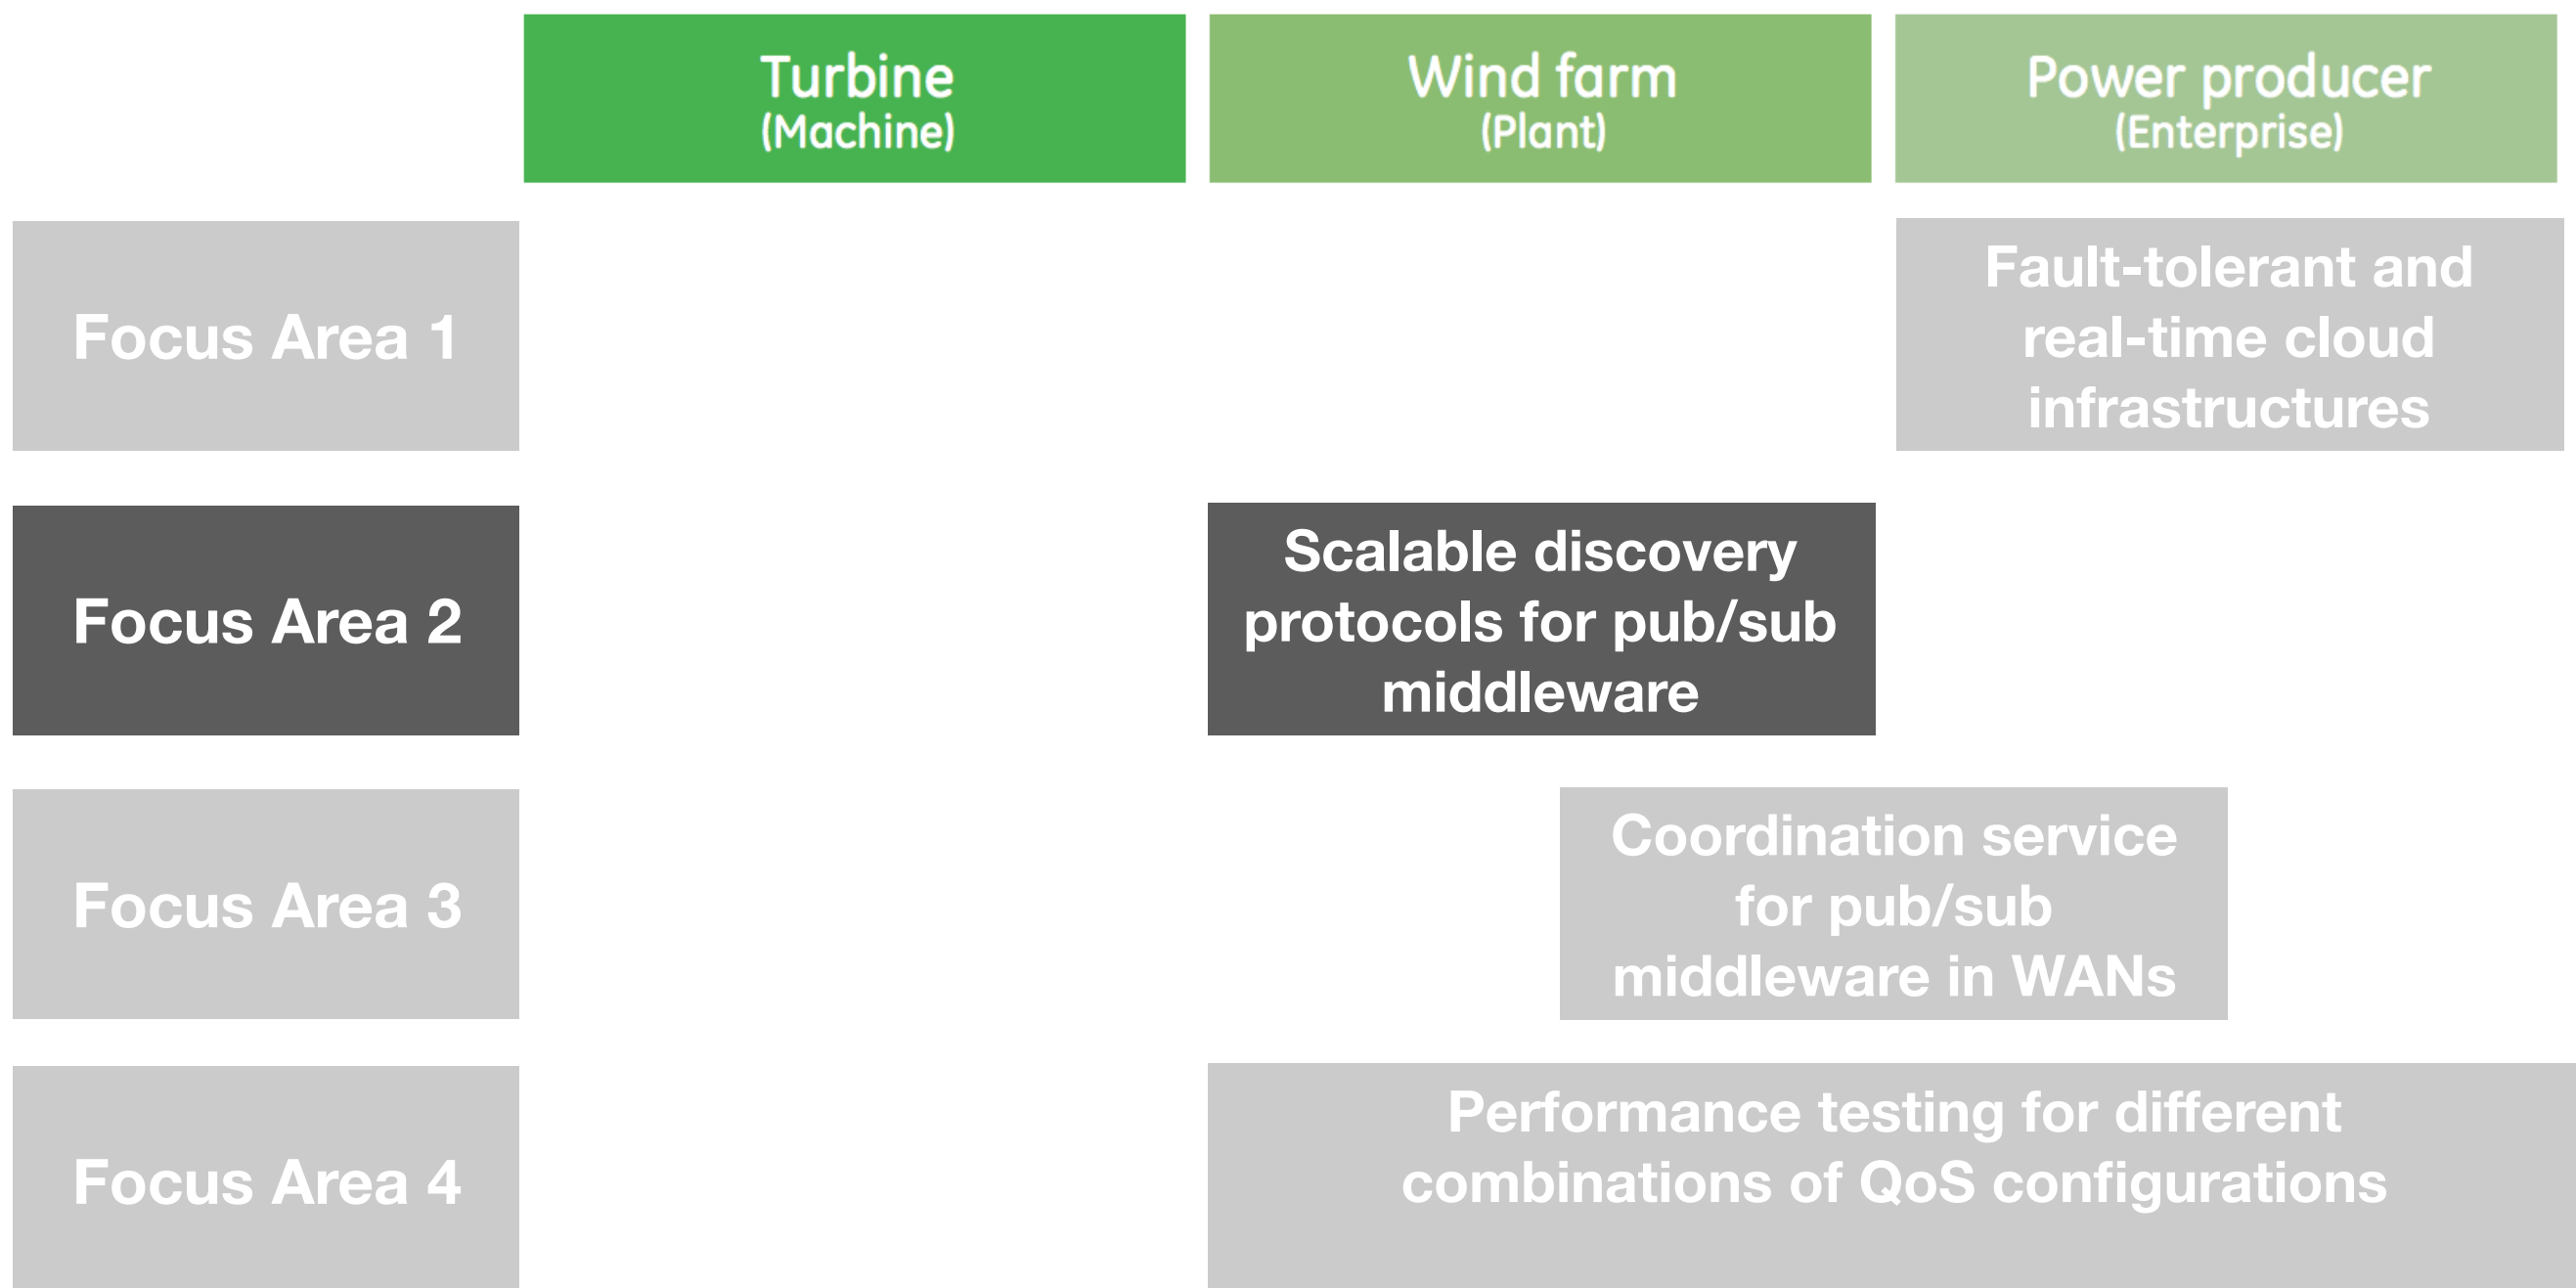 Turbine
(Machine)
Wind farm
(Plant)
Power producer
(Enterprise)
Focus Area 1
Fault-tolerant and
real-time cloud
infrastructures
Focus Area 2
Scalable discovery
protocols for pub/sub
middleware
Focus Area 3
Coordination service
for pub/sub
middleware in WANs
Focus Area 4
Performance testing for different
combinations of QoS configurations